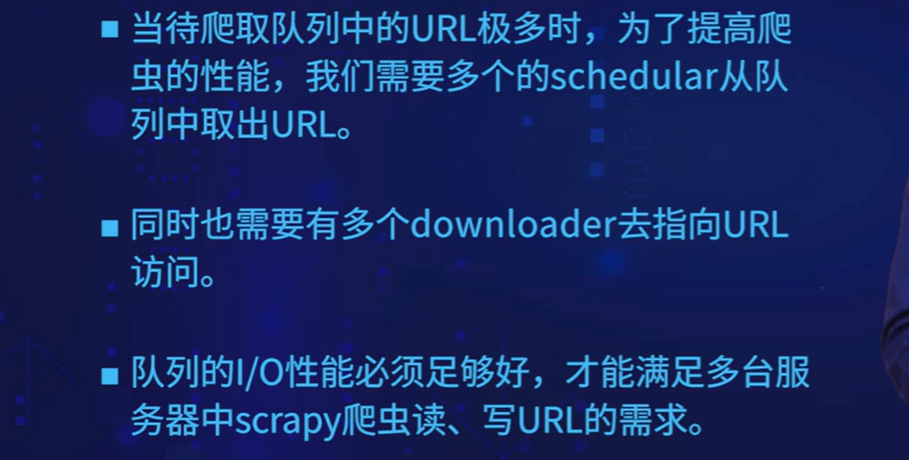 ■ 当待爬取队列中的URL极多时，为了提高爬
虫的性能，我们需要多个的schedular从队
列中取出URL。
■ 同时也需要有多个downloader去指向URL
访问。
■ 队列的I/O性能必须足够好，才能满足多台服
务器中scrapy爬虫读、写URL的需求。